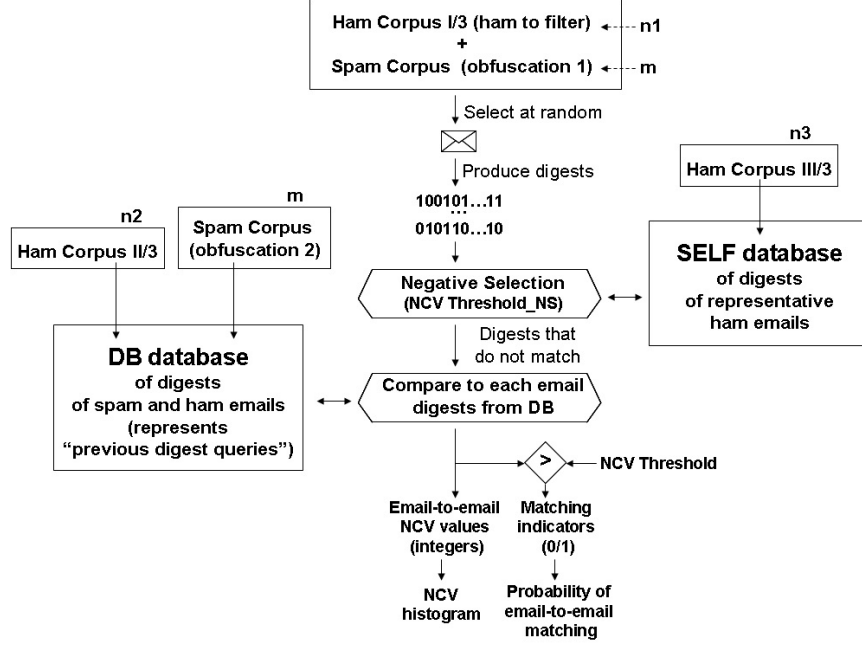 Ham Corpus I/3 (ham to filter)
n1
+
Spam Corpus (obfuscation 1)
m
Select at random
Produce digests
100101…11
…
010110…10
n3
Ham Corpus III/3
n2
Ham Corpus II/3
m
Spam Corpus
(obfuscation 2)
Negative Selection
(NCV Threshold_NS)
SELF database
of digests
of representative
ham emails
Digests that
do not match
DB database
of digests
of spam and ham emails
(represents
“previous digest queries”)
Compare to each email
digests from DB
>
NCV Threshold
Email-to-email
NCV values
(integers)
Matching
indicators
(0/1)
NCV
histogram
Probability of
email-to-email
matching